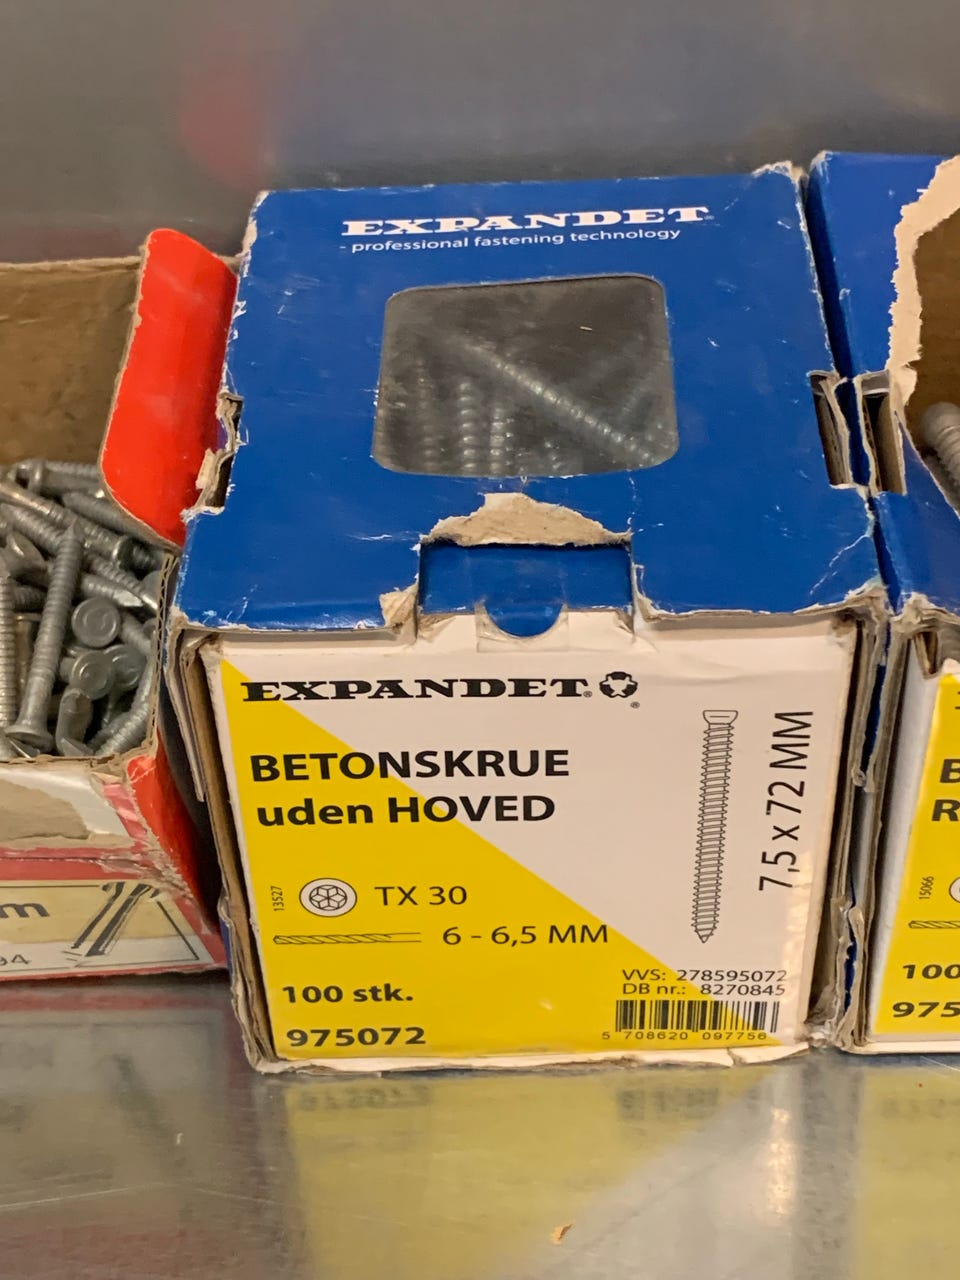 EXPANDET®
- professional fastening technology
EXPANDET®
®
BETONSKRUE
uden HOVED
7,5 x 72 MM
13527
TX 30
6 - 6,5 MM
VVS: 278595072
DB nr.: 8270845
100 stk.
975072
5 708620 097756
m
94
B
R
15066
100
975